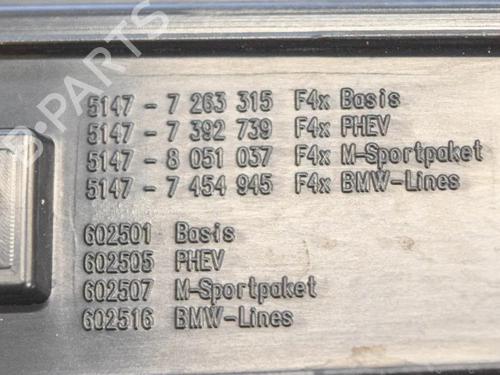 5147 - 7 263 315 F4x Basis
5147 - 7 392 739 F4x PHEV
5147 - 8 051 037 F4x M-Sportpaket
5147 - 7 454 945 F4x BMW-Lines
602501 Basis
602505 PHEV
602507 M-Sportpaket
602516 BMW-Lines